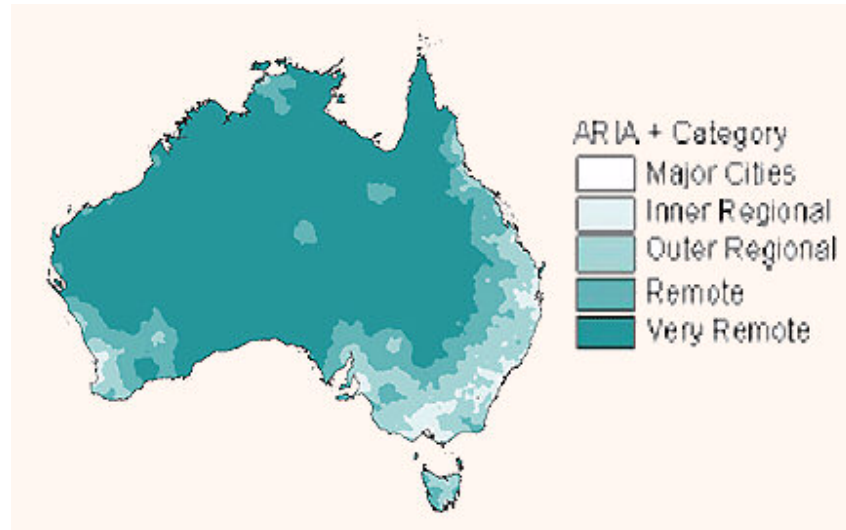 ARIA + Category
Major Cities
Inner Regional
Outer Regional
Remote
Very Remote